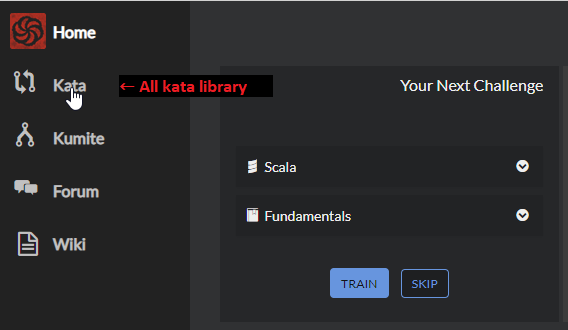 Home
Kata
← All kata library
Kumite
Forum
Wiki
Your Next Challenge
Scala
Fundamentals
TRAIN
SKIP